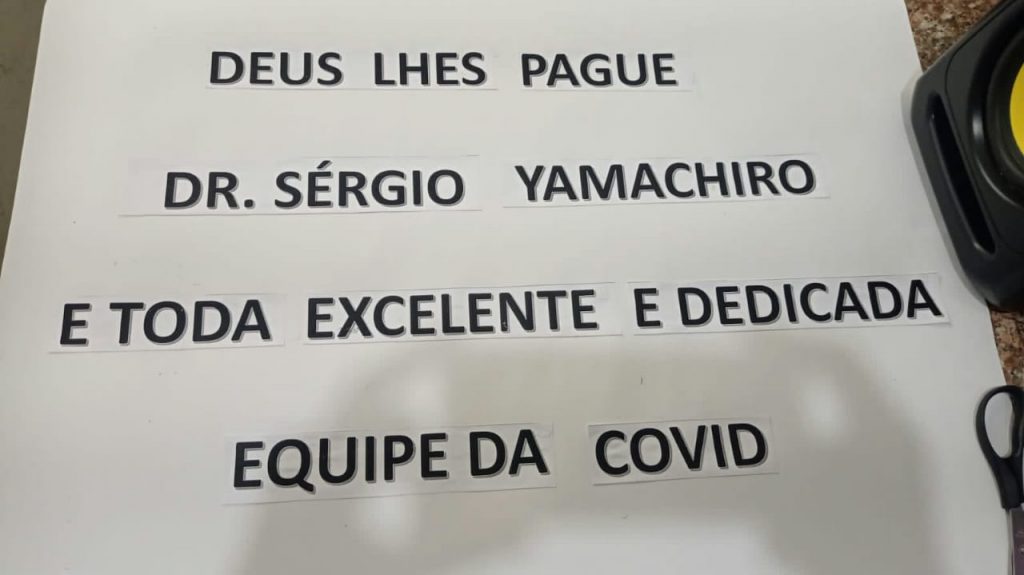 DEUS LHES PAGUE
DR. SÉRGIO YAMACHIRO
E TODA EXCELENTE E DEDICADA
EQUIPE DA COVID